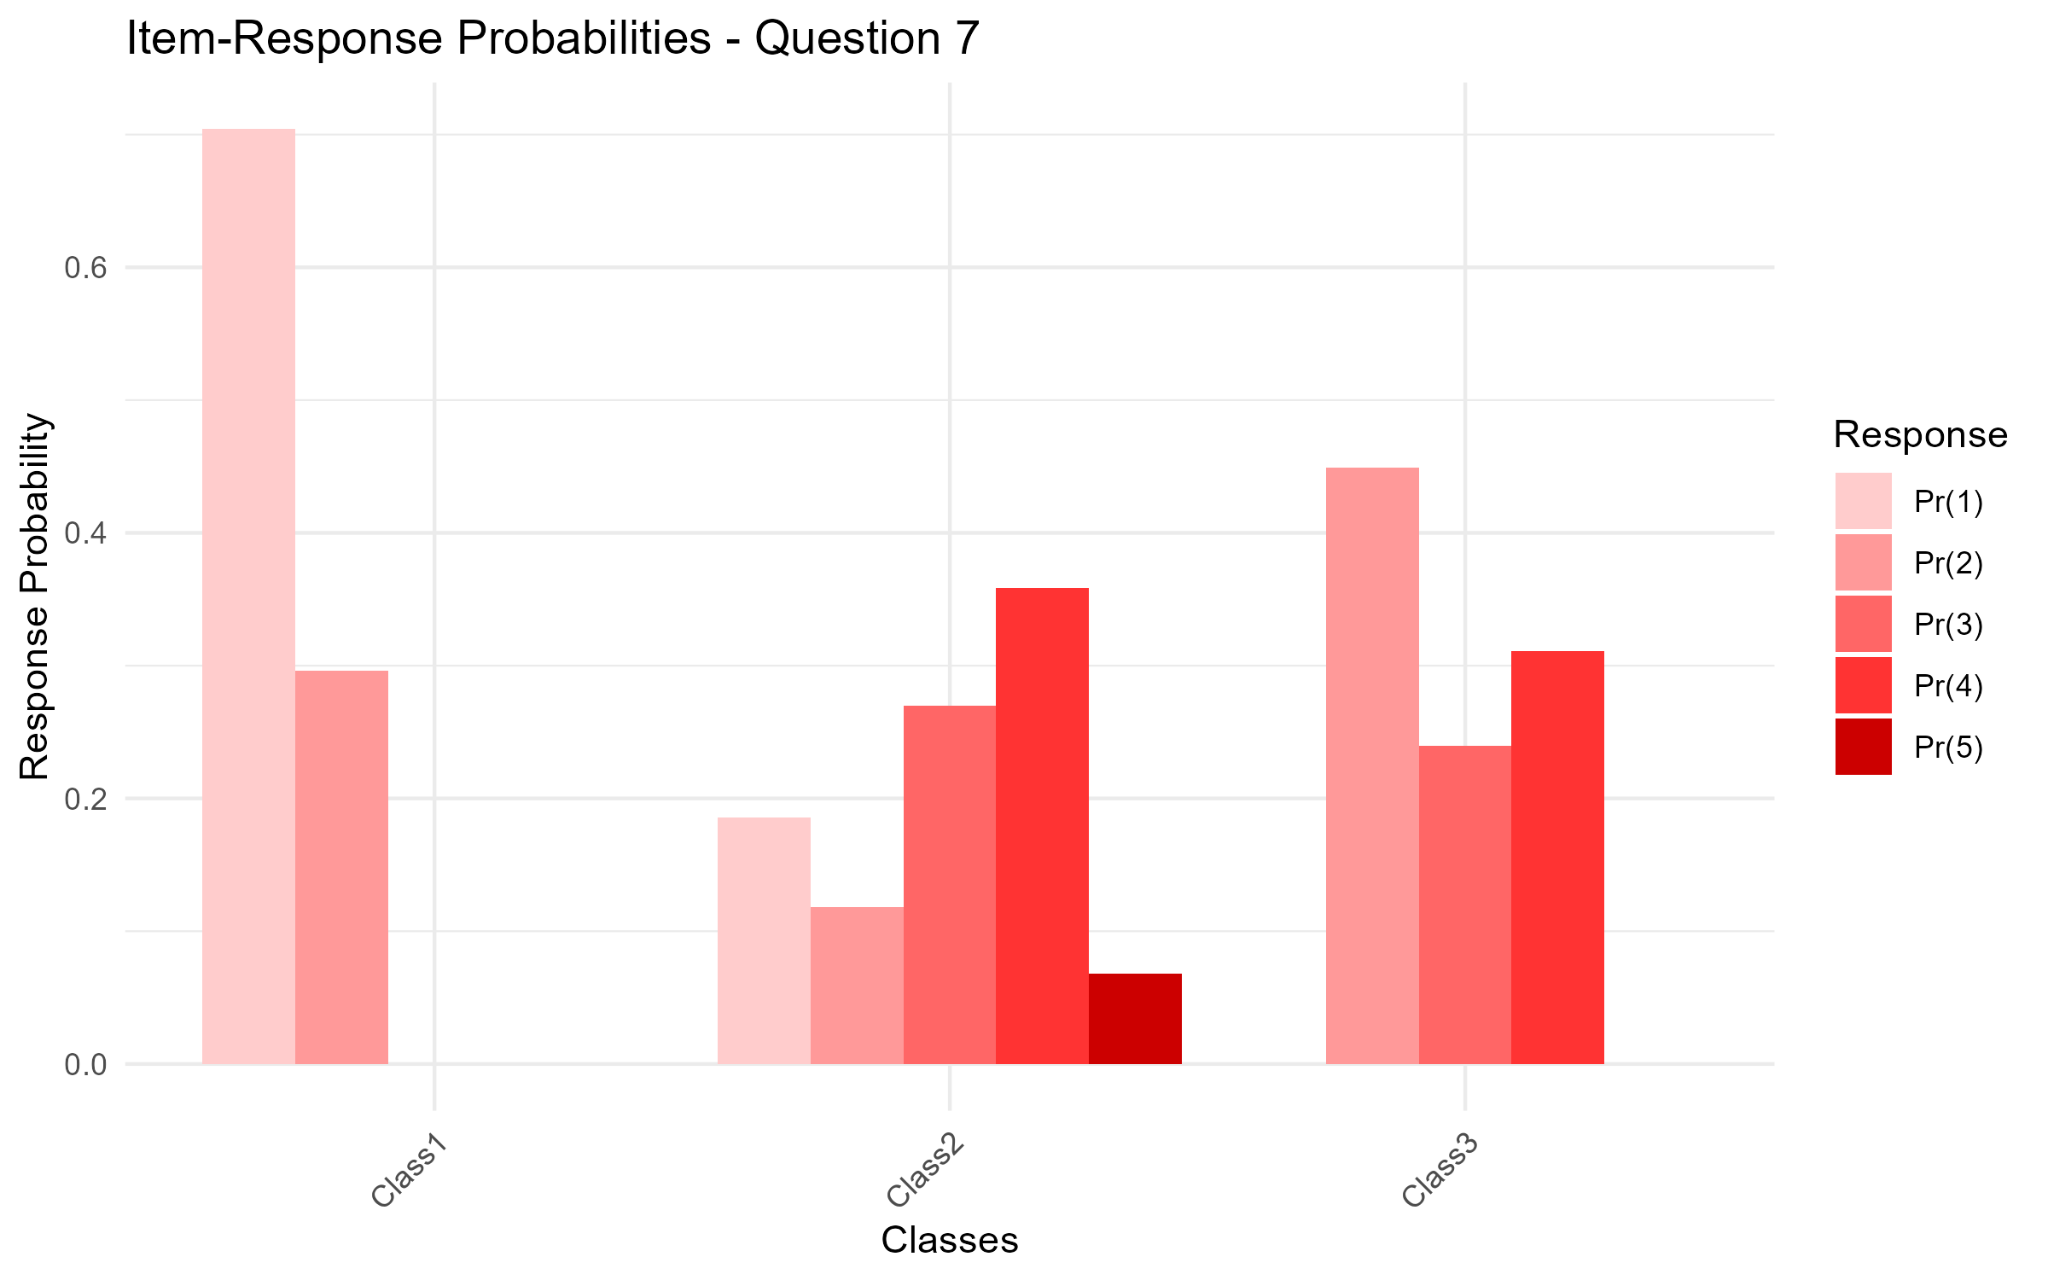 Item-Response Probabilities - Question 7
Response Probability
0.6
0.4
0.2
0.0
Class1
Class2
Class3
Classes
Response
Pr(1)
Pr(2)
Pr(3)
Pr(4)
Pr(5)